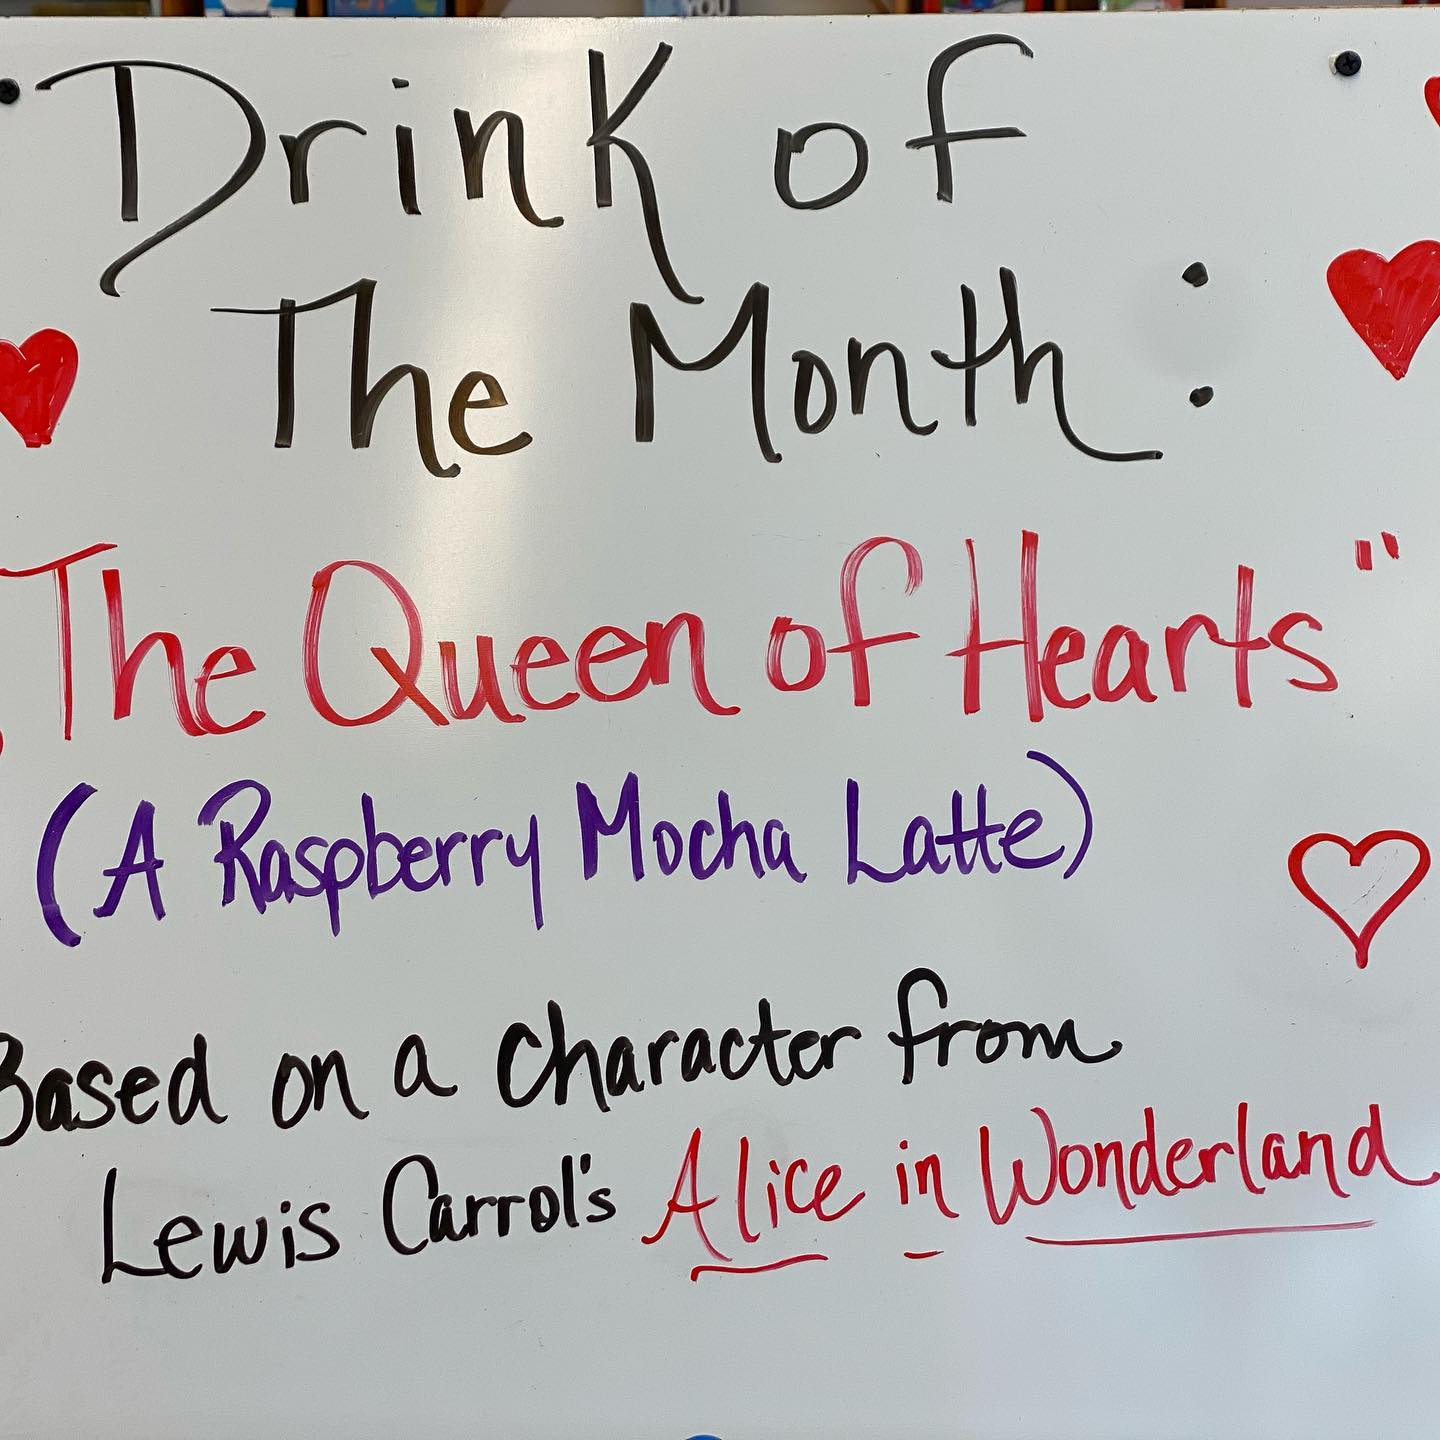 YOU
Drink of
The Month:
"The Queen of Hearts"
(A Raspberry Mocha Latte)
Based on a character from
Lewis Carrol's Alice in Wonderland